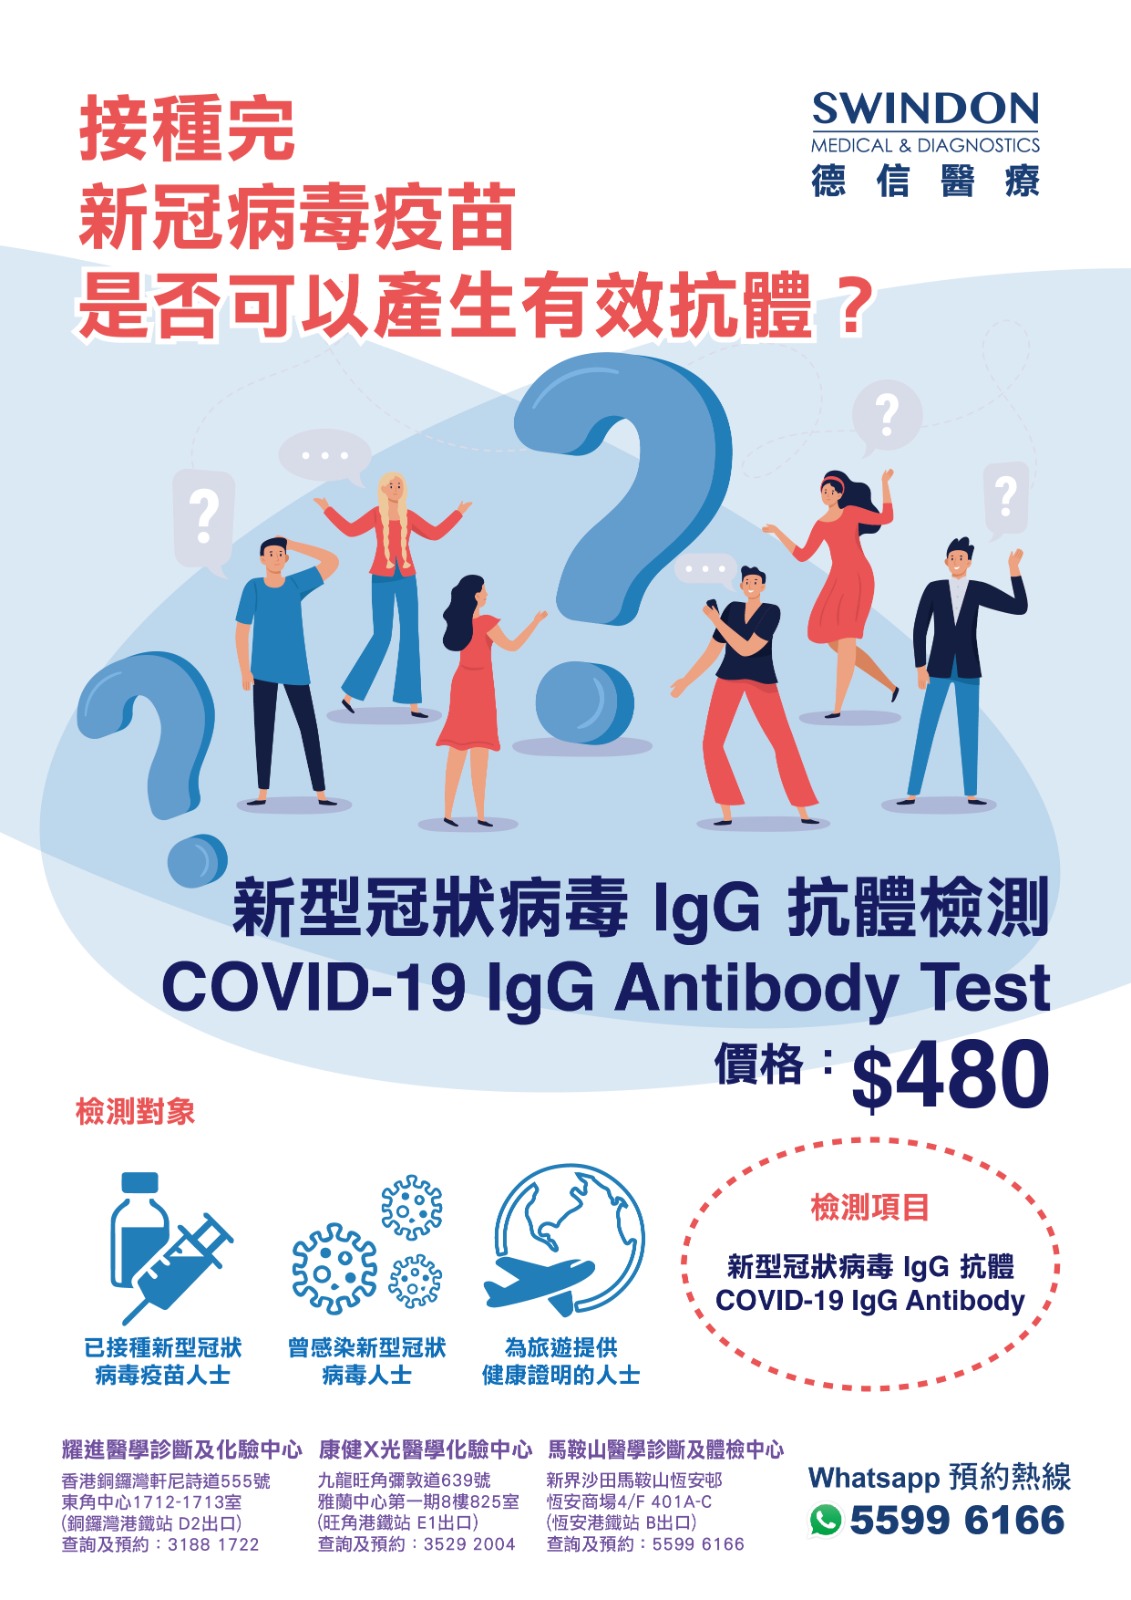 接種完
新冠病毒疫苗
是否可以產生有效抗體？
SWINDON
MEDICAL & DIAGNOSTICS
德信醫療
?
?
?
新型冠狀病毒 IgG 抗體檢測
COVID-19 IgG Antibody Test
價格：$480
檢測對象
已接種新型冠狀
病毒疫苗人士
曾感染新型冠狀
病毒人士
為旅遊提供
健康證明的人士
檢測項目
新型冠狀病毒 IgG 抗體
COVID-19 IgG Antibody
耀進醫學診斷及化驗中心
香港銅鑼灣軒尼詩道555號
東角中心1712-1713室
(銅鑼灣港鐵站 D2出口)
查詢及預約：3188 1722
康健X光醫學化驗中心
九龍旺角彌敦道639號
雅蘭中心第一期8樓825室
(旺角港鐵站 E1出口)
查詢及預約：3529 2004
馬鞍山醫學診斷及體檢中心
新界沙田馬鞍山恆安邨
恆安商場4/F 401A-C
(恆安港鐵站 B出口)
查詢及預約：5599 6166
Whatsapp 預約熱線
5599 6166